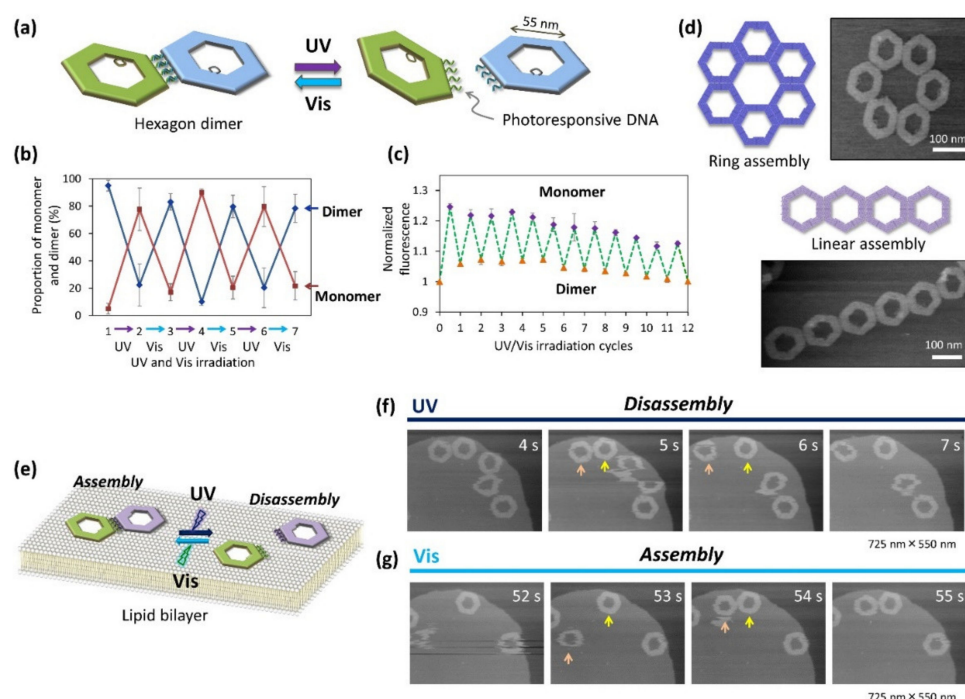 (a)
55 nm
UV
Vis
Hexagon dimer
Photoresponsive DNA
(b)
Proportion of monomer
and dimer (%)
100
80
60
40
20
0
Dimer
Monomer
1 2 3 4 5 6 7
UV Vis UV Vis UV Vis
UV and Vis irradiation
(c)
Normalized
fluorescence
1.3
1.2
1.1
1
0.9
Monomer
Dimer
0 1 2 3 4 5 6 7 8 9 10 11 12
UV/Vis irradiation cycles
(d)
Ring assembly
100 nm
Linear assembly
100 nm
(e)
Assembly
UV
Disassembly
Vis
Lipid bilayer
(f)
UV Disassembly
4 s 5 s 6 s 7 s
725 nm × 550 nm
(g)
Vis Assembly
52 s 53 s 54 s 55 s
725 nm × 550 nm